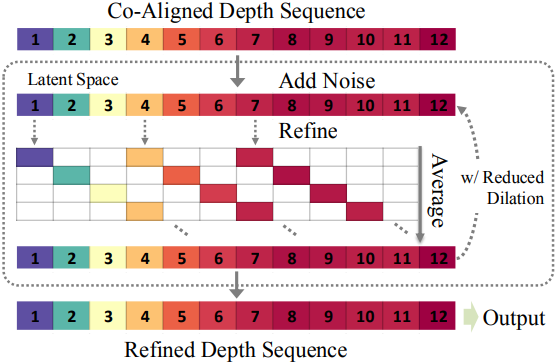 Co-Aligned Depth Sequence
1 2 3 4 5 6 7 8 9 10 11 12
Latent Space
Add Noise
1 2 3 4 5 6 7 8 9 10 11 12
Refine
Average
w/ Reduced
Dilation
1 2 3 4 5 6 7 8 9 10 11 12
1 2 3 4 5 6 7 8 9 10 11 12
Output
Refined Depth Sequence